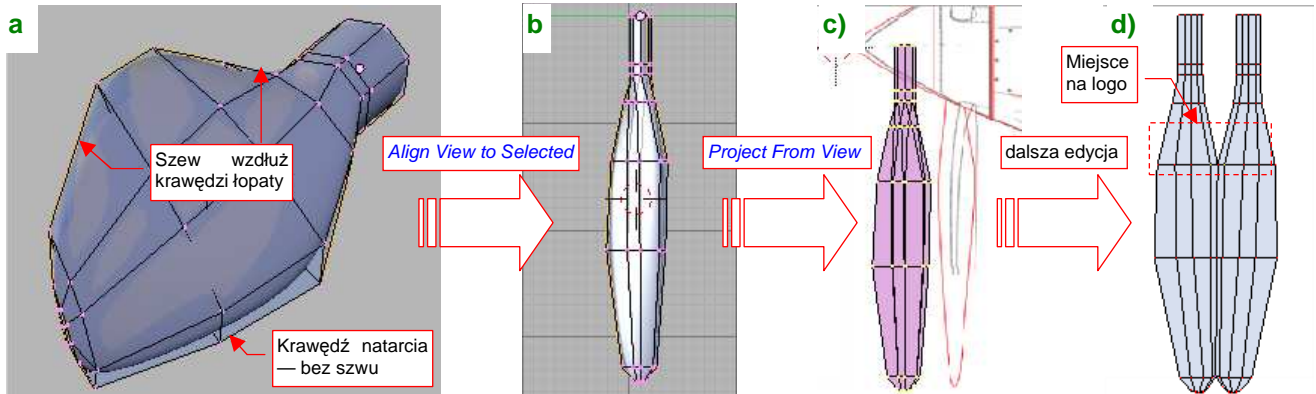 a
b
c)
d)
Miejsce
na logo
Szew wzdłuż
krawędzi łopaty
Align View to Selected
Project From View
dalsza edycja
Krawędź natarcia
— bez szwu